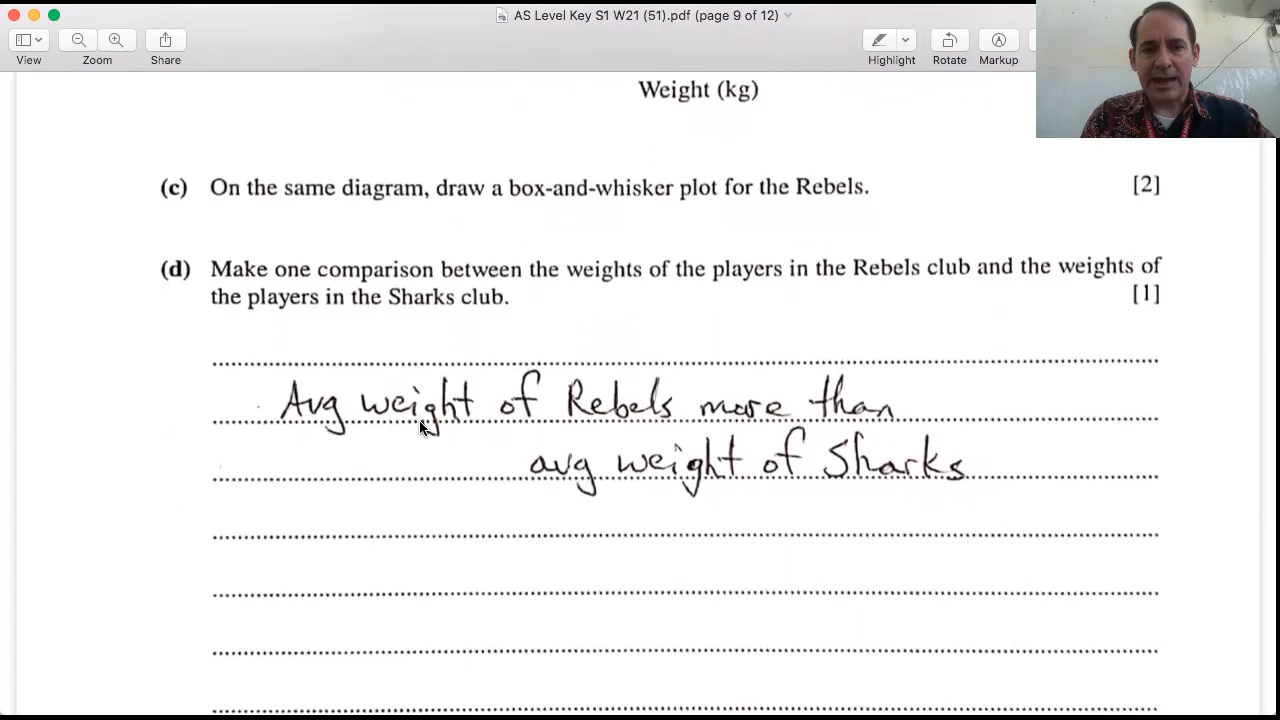 AS Level Key S1 W21 (51).pdf (page 9 of 12)
View Zoom Share Highlight Rotate Markup
Weight (kg)
(c) On the same diagram, draw a box-and-whisker plot for the Rebels. [2]
(d) Make one comparison between the weights of the players in the Rebels club and the weights of
the players in the Sharks club. [1]
Avg weight of Rebels more than
avg weight of Sharks